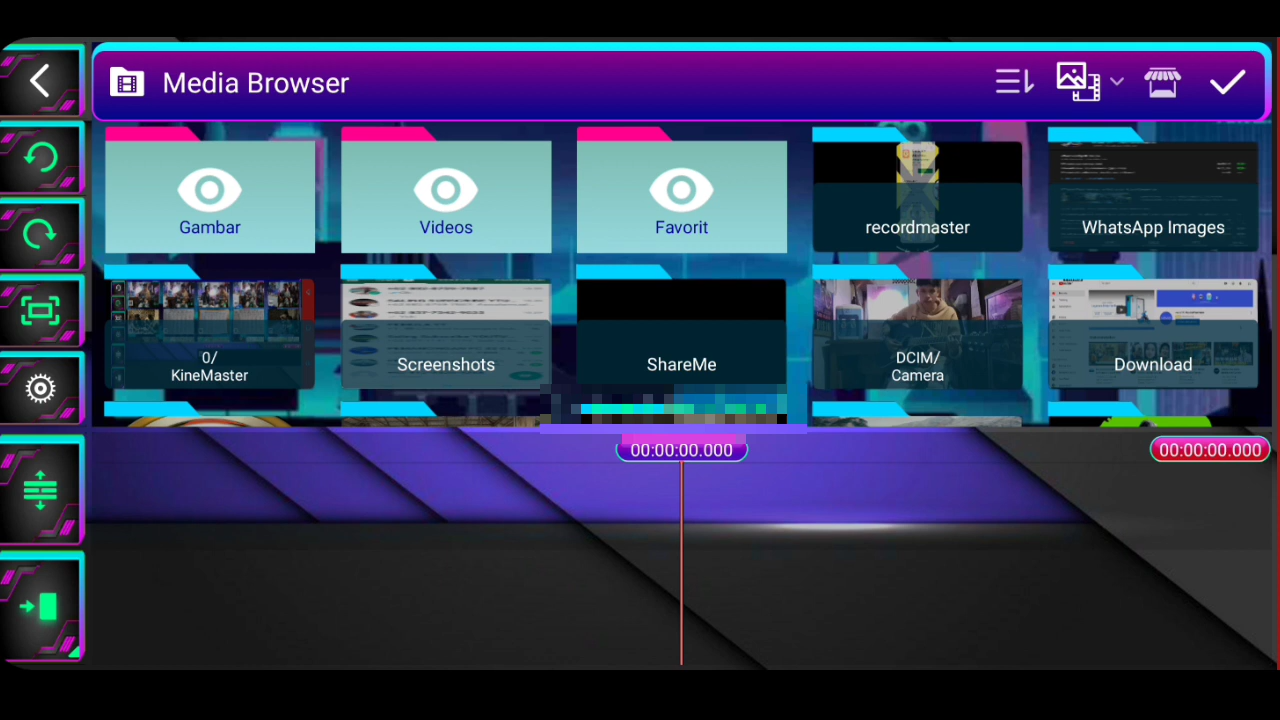 Media Browser
Gambar
Videos
Favorit
recordmaster
WhatsApp Images
0/
KineMaster
Screenshots
ShareMe
DCIM/
Camera
Download
00:00:00.000
00:00:00.000